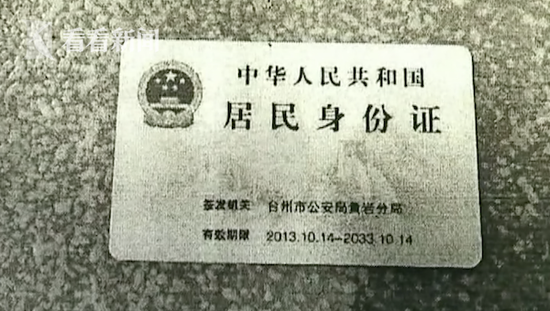 看看新闻
中华人民共和国
居民身份证
签发机关 台州市公安局黄岩分局
有效期限 2013.10.14-2033.10.14